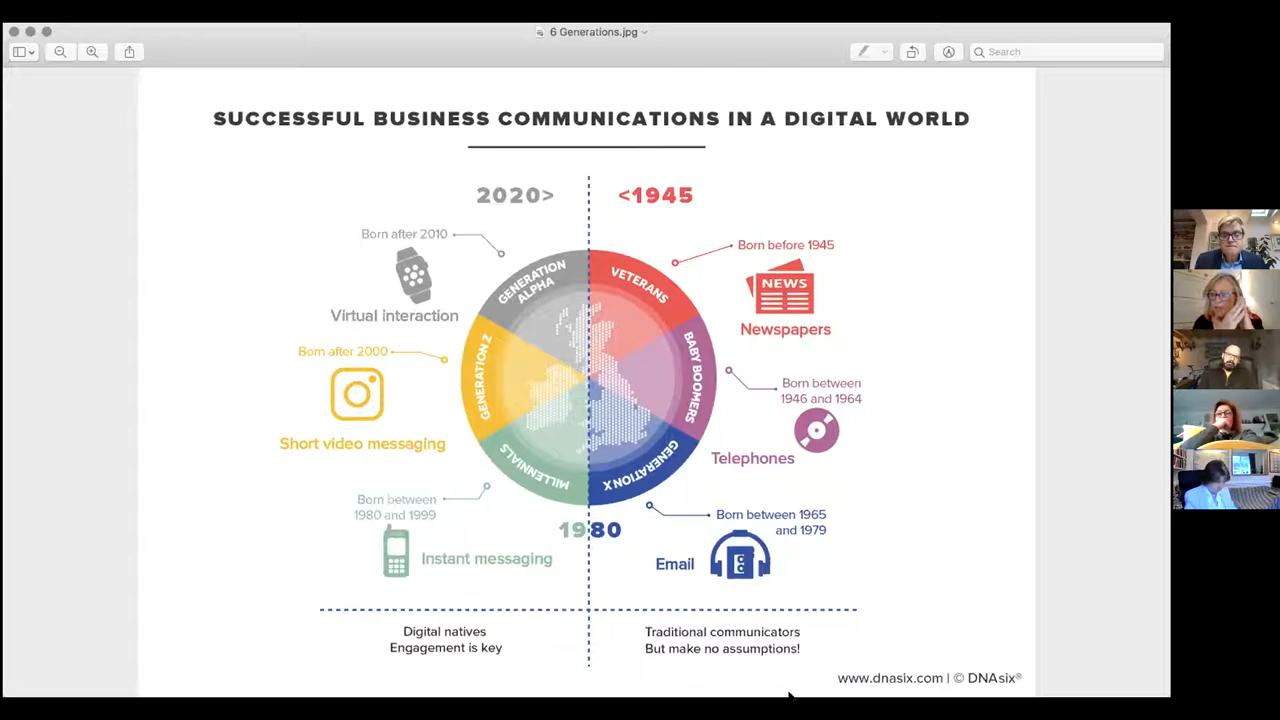 6 Generations.jpg
Search
SUCCESSFUL BUSINESS COMMUNICATIONS IN A DIGITAL WORLD
2020>
<1945
Born after 2010
Virtual interaction
GENERATION
ALPHA
VETERANS
Born before 1945
NEWS
Newspapers
Born after 2000
Short video messaging
GENERATION Z
BABY BOOMERS
Born between
1946 and 1964
Telephones
Born between
1980 and 1999
Instant messaging
MILLENNIALS
GENERATION X
1980
Born between 1965
and 1979
Email
Digital natives
Engagement is key
Traditional communicators
But make no assumptions!
www.dnasix.com | © DNAsix®